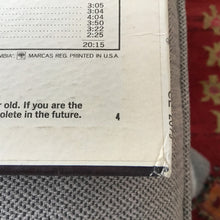 3:05
3:04
4:04
3:50
3:22
2:25
20:15
MARCAS REG. PRINTED IN U.S.A
old. If you are the
olete in the future.
4